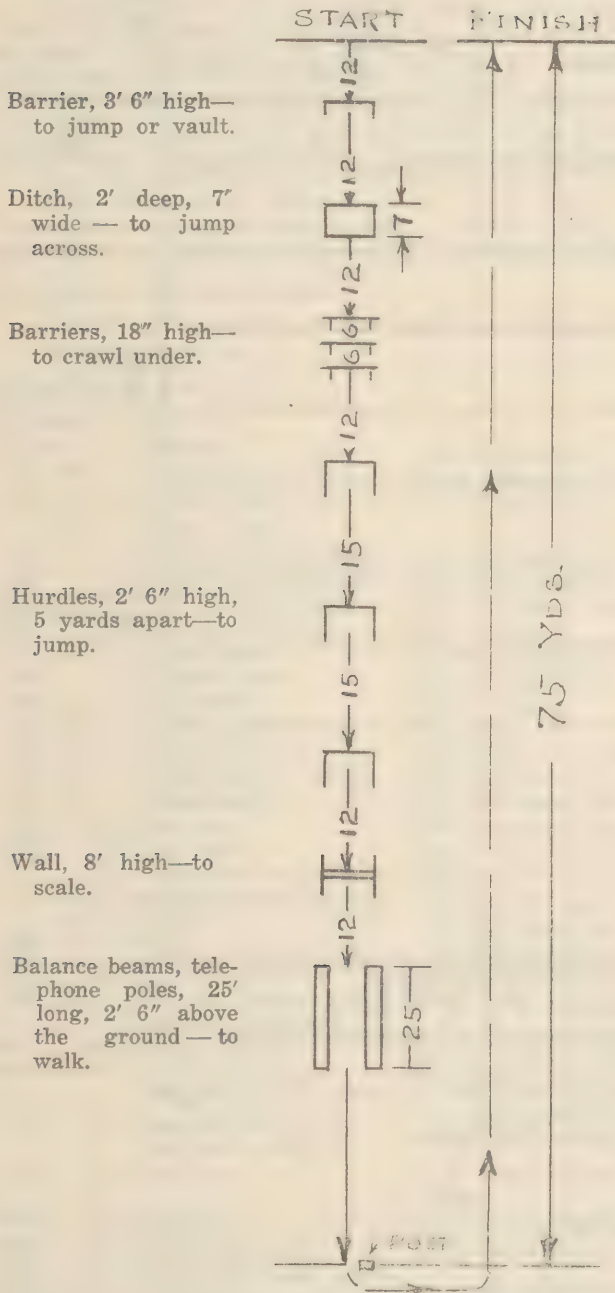 START FINISH
12
Barrier, 3' 6" high—
to jump or vault.
12
Ditch, 2' deep, 7'
wide — to jump
across.
7
12
Barriers, 18" high—
to crawl under.
6
6
12
15
Hurdles, 2' 6" high,
5 yards apart—to
jump.
15
75 YDS.
12
Wall, 8' high—to
scale.
12
Balance beams, tele-
phone poles, 25'
long, 2' 6" above
the ground — to
walk.
25
POST